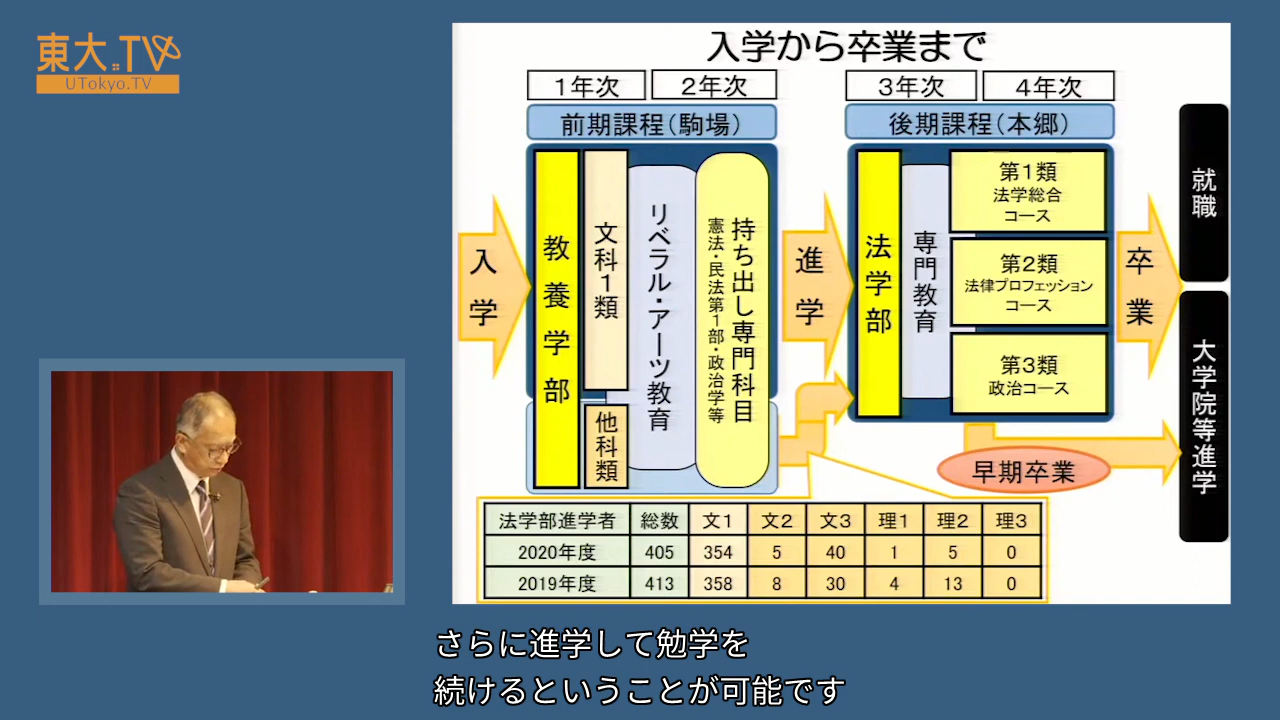 東大TV
UTokyo.TV
入学から卒業まで
1年次
2年次
3年次
4年次
前期課程(駒場)
後期課程(本郷)
入学
教養学部
文科1類
他科類
リベラル・アーツ教育
持ち出し専門科目
憲法・民法第1部・政治学等
進学
法学部
専門教育
第1類
法学総合
コース
第2類
法律プロフェッション
コース
第3類
政治コース
卒業
就職
大学院等進学
早期卒業
法学部進学者 総数 文1 文2 文3 理1 理2 理3
2020年度 405 354 5 40 1 5 0
2019年度 413 358 8 30 4 13 0
さらに進学して勉学を
続けるということが可能です